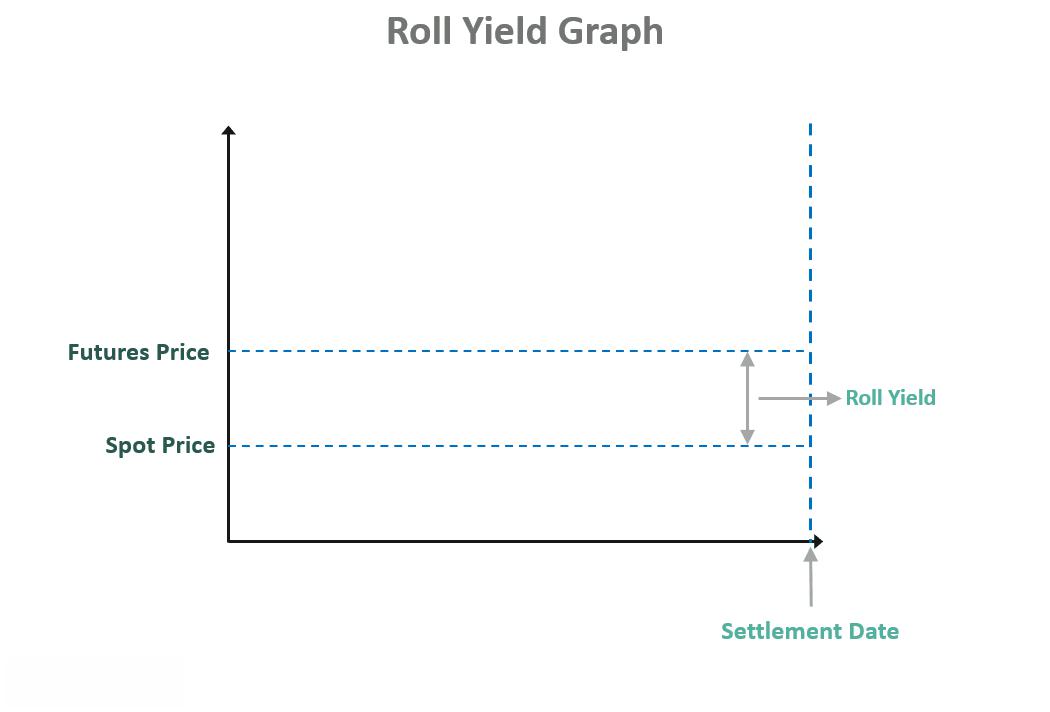 Roll Yield Graph
Futures Price
Roll Yield
Spot Price
Settlement Date